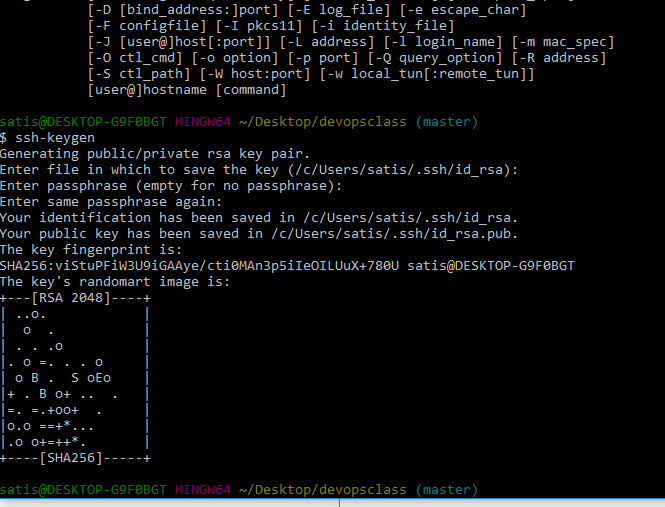 [-D [bind_address:]port] [-E log_file] [-e escape_char]
[-F configfile] [-I pkcs11] [-i identity_file]
[-J [user@]host[:port]] [-L address] [-l login_name] [-m mac_spec]
[-O ctl_cmd] [-o option] [-p port] [-Q query_option] [-R address]
[-S ctl_path] [-W host:port] [-w local_tun[:remote_tun]]
[user@]hostname [command]
satis@DESKTOP-G9F0BGT MINGW64 ~/Desktop/devopsclass (master)
$ ssh-keygen
Generating public/private rsa key pair.
Enter file in which to save the key (/c/Users/satis/.ssh/id_rsa):
Enter passphrase (empty for no passphrase):
Enter same passphrase again:
Your identification has been saved in /c/Users/satis/.ssh/id_rsa.
Your public key has been saved in /c/Users/satis/.ssh/id_rsa.pub.
The key fingerprint is:
SHA256:viStuPFiW3U9iGAAye/cti0MAn3p5iIeOILUuX+780U satis@DESKTOP-G9F0BGT
The key's randomart image is:
+---[RSA 2048]----+
| ..o.            |
|  o  .           |
| . . .o          |
|. o =. . . o     |
| o B .  S oEo    |
|+ . B o+ ..  .   |
|=. =.+oo+  .     |
|o.o ==+*...      |
|.o o+=++*.       |
+----[SHA256]-----+
satis@DESKTOP-G9F0BGT MINGW64 ~/Desktop/devopsclass (master)